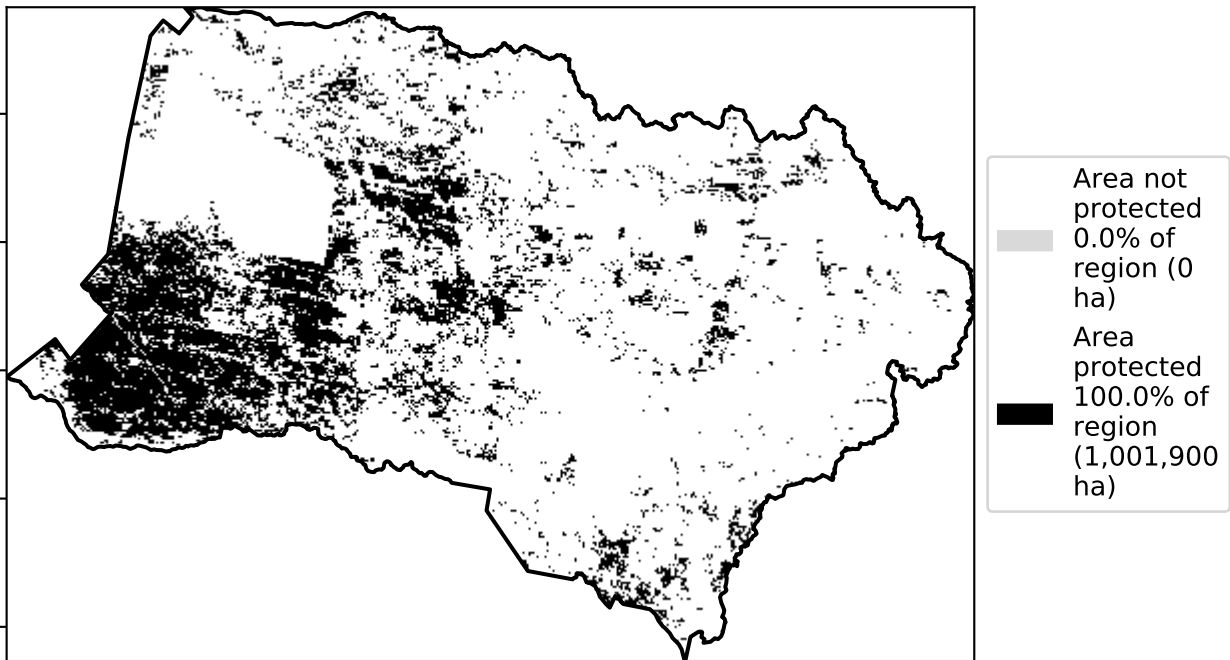 Area not
protected
0.0% of
region (0
ha)
Area
protected
100.0% of
region
(1,001,900
ha)